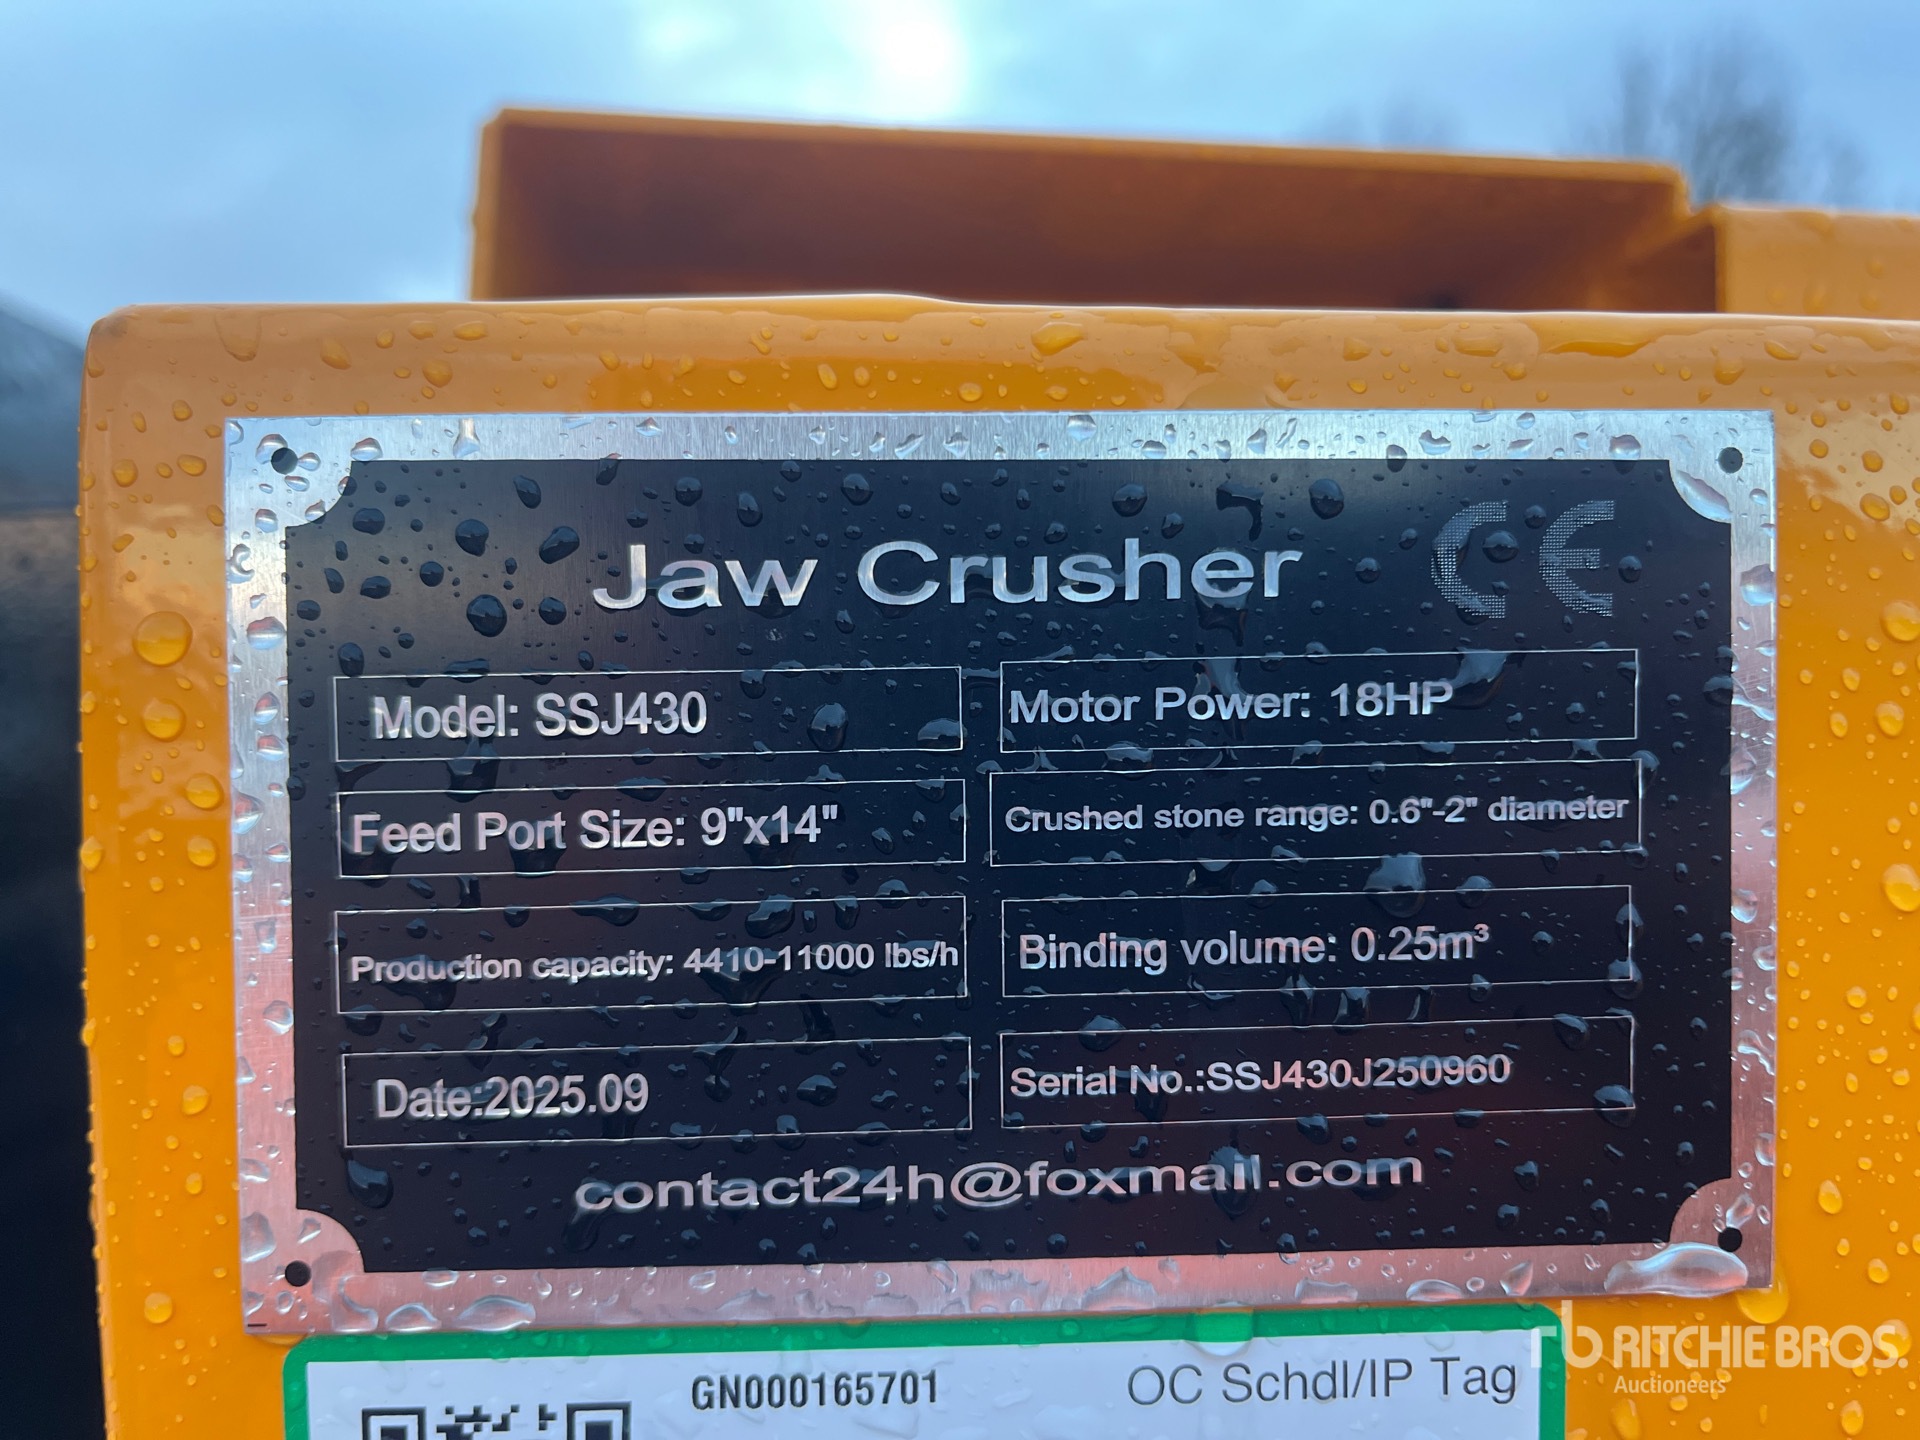 Jaw Crusher CE
Model: SSJ430
Motor Power: 18HP
Feed Port Size: 9"x14"
Crushed stone range: 0.6"-2" diameter
Production capacity: 4410-11000 lbs/h
Binding volume: 0.25m³
Date:2025.09
Serial No.:SSJ430J250960
contact24h@foxmail.com
GN000165701
OC Schdl/IP Tag
rb RITCHIE BROS.
Auctioneers